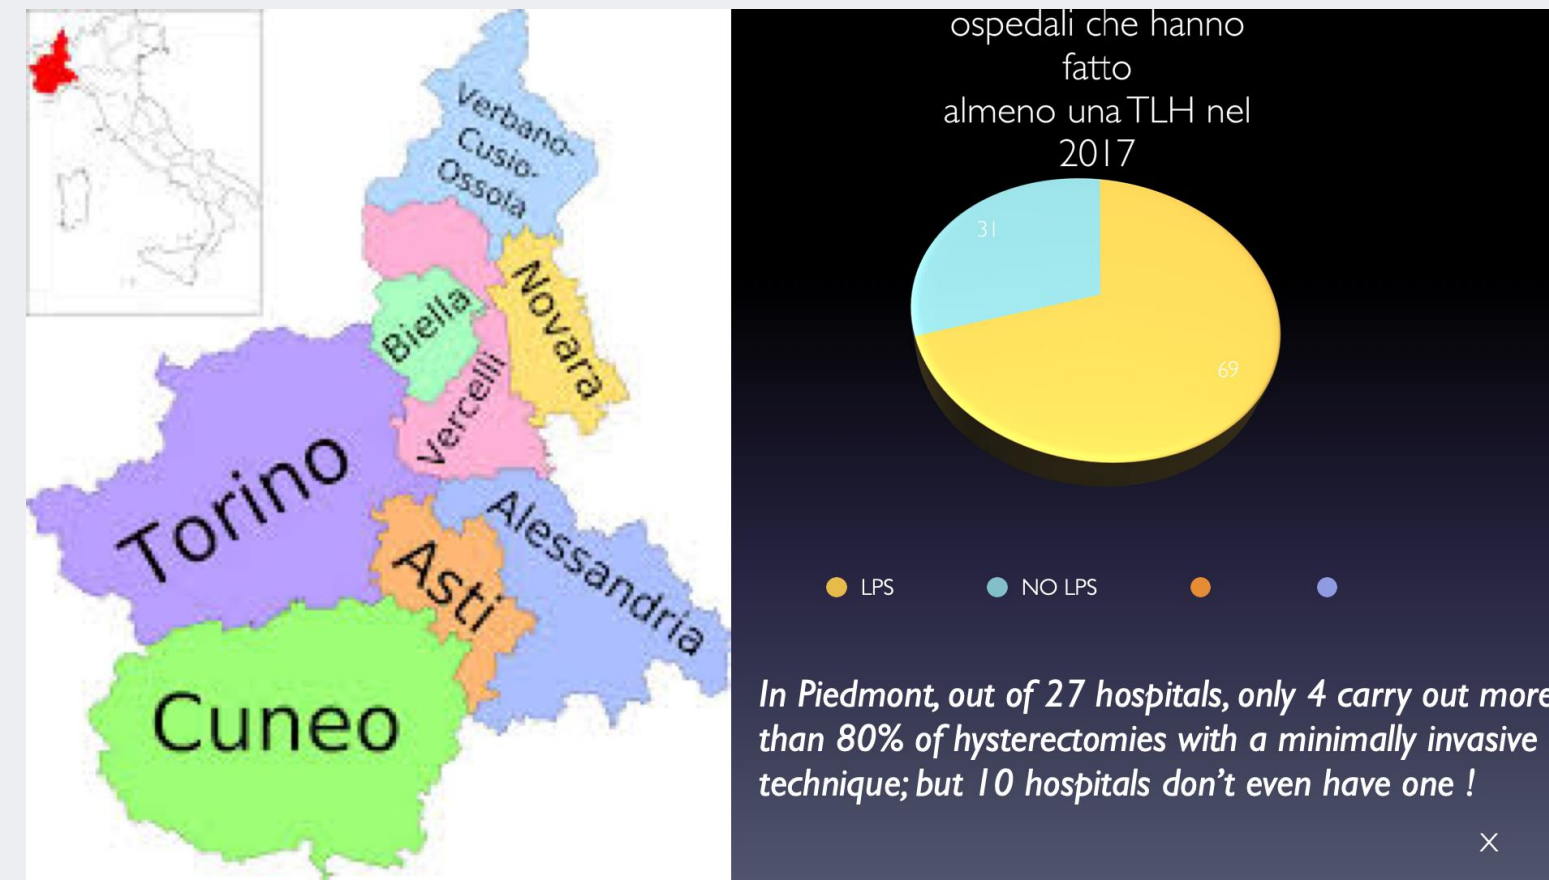 Verbano-
Cusio-
Ossola
Novara
Biella
Vercelli
Torino
Alessandria
Asti
Cuneo
ospedali che hanno
fatto
almeno una TLH nel
2017
31
69
LPS
NO LPS
In Piedmont, out of 27 hospitals, only 4 carry out more
than 80% of hysterectomies with a minimally invasive
technique; but 10 hospitals don't even have one !
X